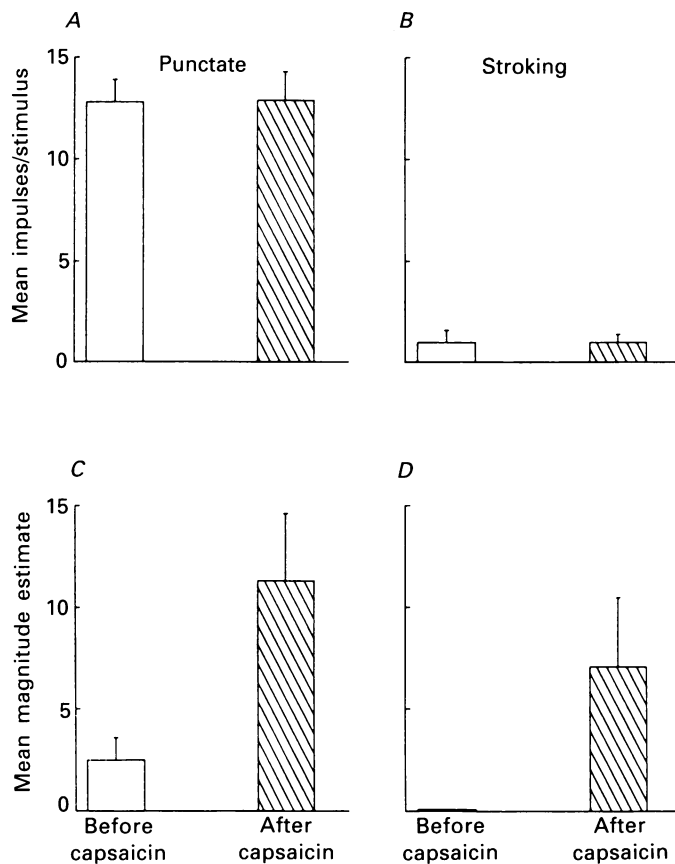 A
B
15
Punctate
Stroking
10
5
0
Mean impulses/stimulus
C
D
15
10
5
0
Mean magnitude estimate
Before capsaicin
After capsaicin
Before capsaicin
After capsaicin